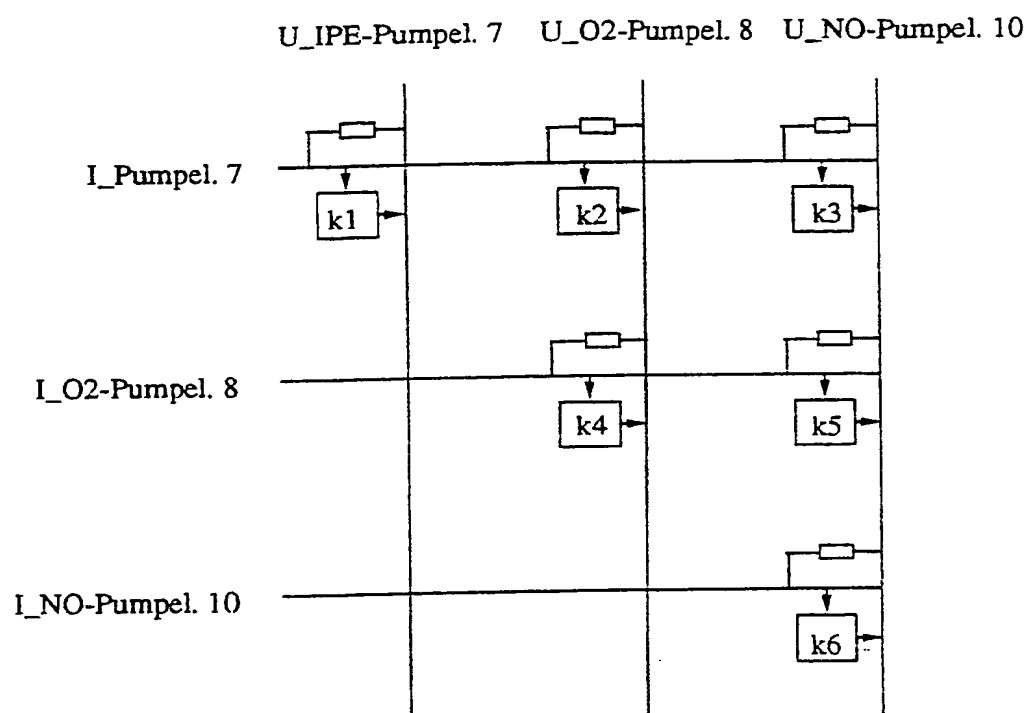 U_IPE-Pumpel. 7 U_O2-Pumpel. 8 U_NO-Pumpel. 10
I_Pumpel. 7
k1 k2 k3
I_O2-Pumpel. 8
k4 k5
I_NO-Pumpel. 10
k6